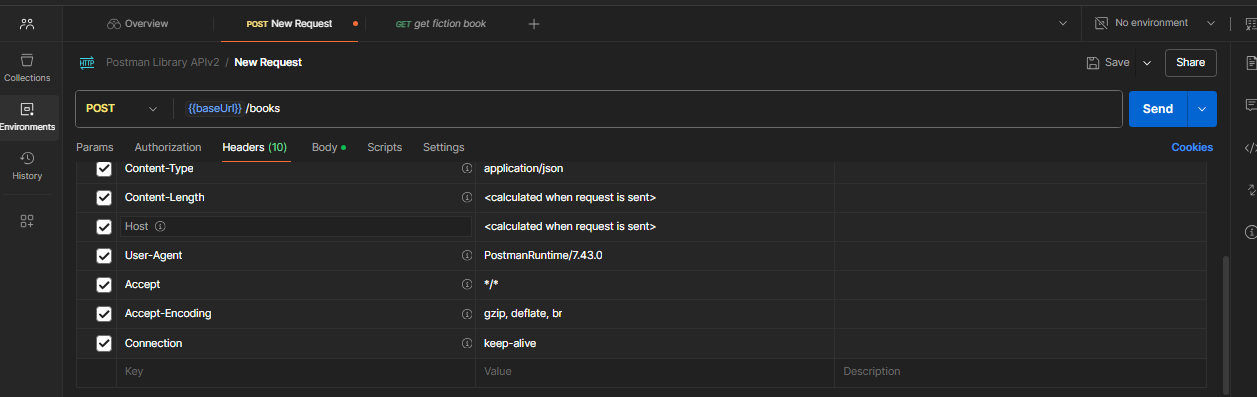 Overview POST New Request GET get fiction book No environment
Postman Library APIv2 / New Request Save Share
HTTP
Collections
POST {{baseUrl}} /books Send
Environments
Params Authorization Headers (10) Body Scripts Settings Cookies
History
Content-Type application/json
Content-Length <calculated when request is sent>
Host <calculated when request is sent>
User-Agent PostmanRuntime/7.43.0
Accept */*
Accept-Encoding gzip, deflate, br
Connection keep-alive
Key Value Description